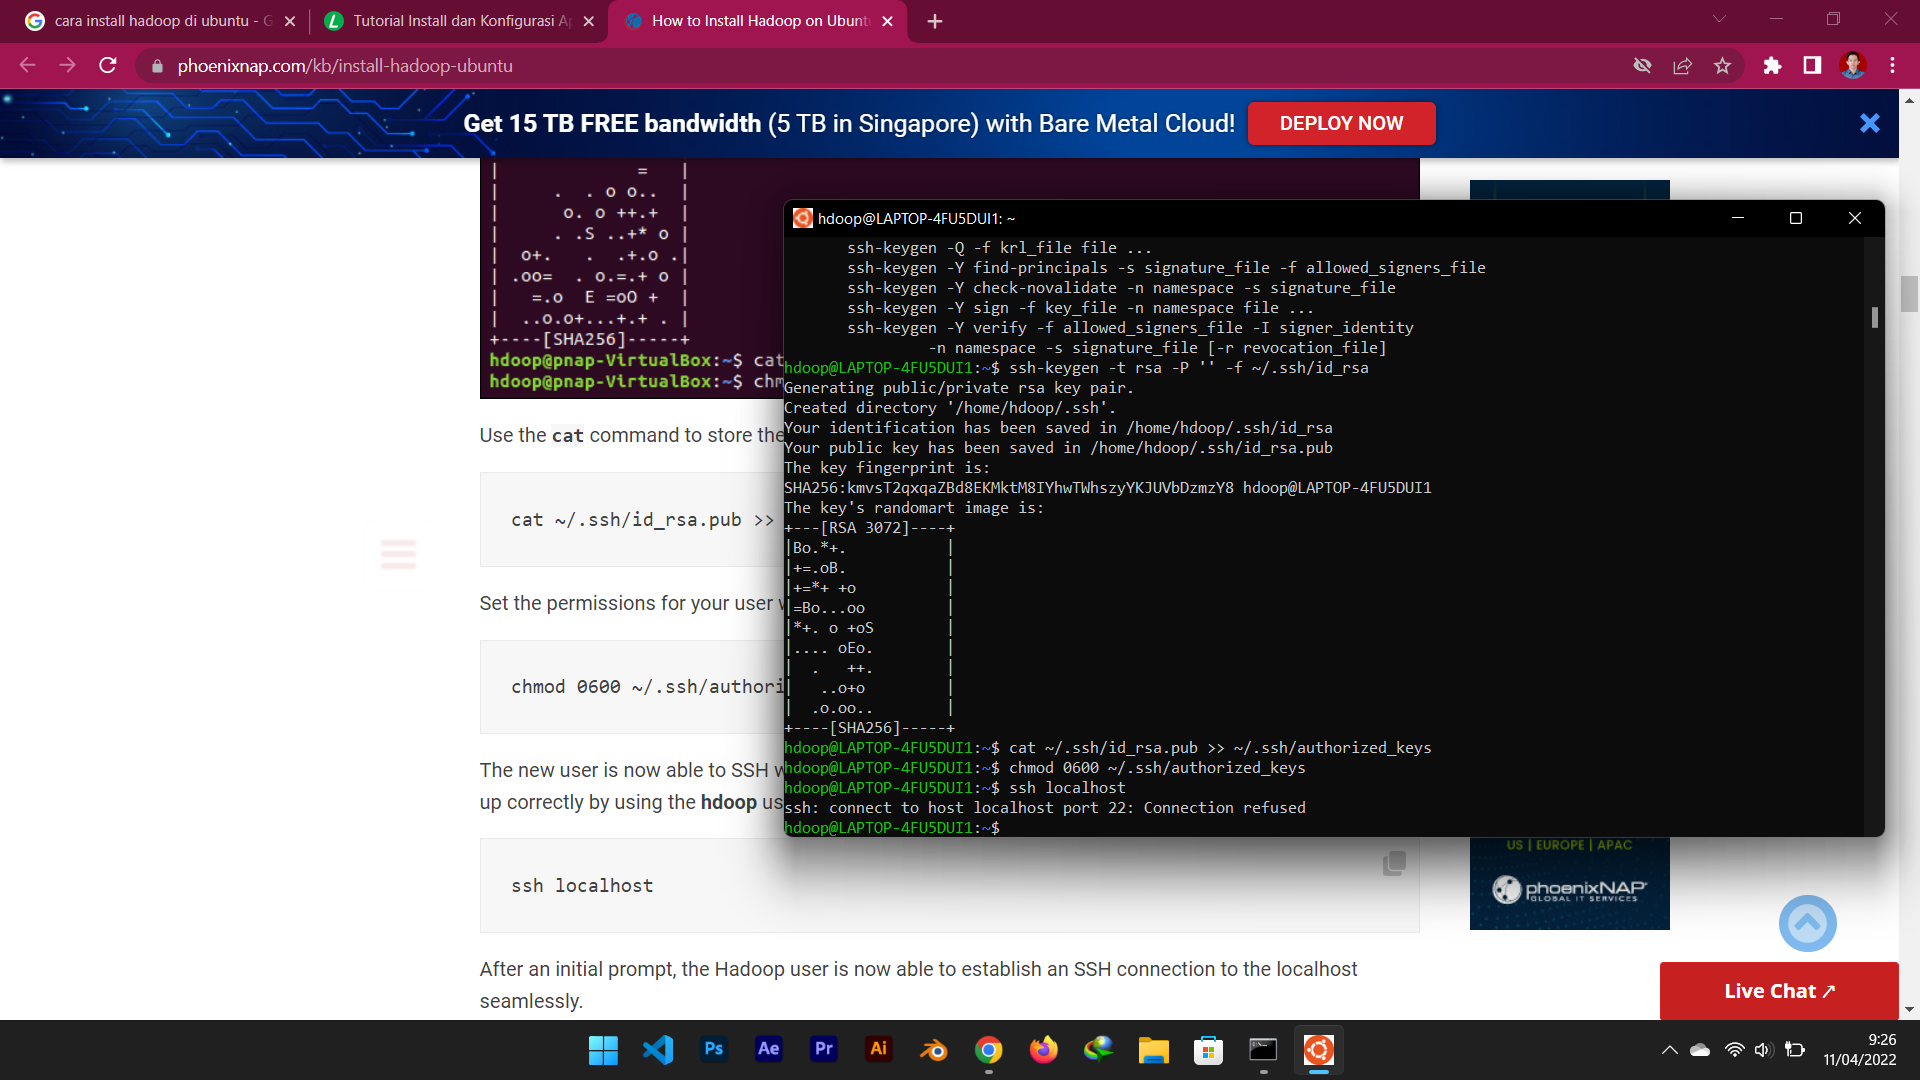 cara install hadoop di ubuntu - G
Tutorial Install dan Konfigurasi Ap
How to Install Hadoop on Ubuntu
phoenixnap.com/kb/install-hadoop-ubuntu
Get 15 TB FREE bandwidth (5 TB in Singapore) with Bare Metal Cloud! DEPLOY NOW
|                =   |
|      .  . o o..  |
|       o. o ++.+  |
|      . .S ..+* o |
|  o+.    .  .+.o .|
| .oo=  . o.=.+ o |
|   =.o  E =oO +  |
|  ..o.o+...+.+ . |
+----[SHA256]-----+
hdoop@pnap-VirtualBox:~$ cat
hdoop@pnap-VirtualBox:~$ chm
Use the cat command to store the
cat ~/.ssh/id_rsa.pub >>
Set the permissions for your user w
chmod 0600 ~/.ssh/authori
The new user is now able to SSH w
up correctly by using the hdoop us
ssh localhost
After an initial prompt, the Hadoop user is now able to establish an SSH connection to the localhost
seamlessly.
hdoop@LAPTOP-4FU5DUI1: ~
ssh-keygen -Q -f krl_file file ...
ssh-keygen -Y find-principals -s signature_file -f allowed_signers_file
ssh-keygen -Y check-novalidate -n namespace -s signature_file
ssh-keygen -Y sign -f key_file -n namespace file ...
ssh-keygen -Y verify -f allowed_signers_file -I signer_identity
-n namespace -s signature_file [-r revocation_file]
hdoop@LAPTOP-4FU5DUI1:~$ ssh-keygen -t rsa -P '' -f ~/.ssh/id_rsa
Generating public/private rsa key pair.
Created directory '/home/hdoop/.ssh'.
Your identification has been saved in /home/hdoop/.ssh/id_rsa
Your public key has been saved in /home/hdoop/.ssh/id_rsa.pub
The key fingerprint is:
SHA256:kmvsT2qxqaZBd8EKMktM8IYhwTWhszyYKJUVbDzmzY8 hdoop@LAPTOP-4FU5DUI1
The key's randomart image is:
+---[RSA 3072]----+
|Bo.*+.           |
|+=.oB.           |
|+=*+ +o          |
|=Bo...oo         |
|*+. o +oS        |
|.... oEo.        |
|  .   ++.        |
|   ..o+o         |
|  .o.oo..        |
+----[SHA256]-----+
hdoop@LAPTOP-4FU5DUI1:~$ cat ~/.ssh/id_rsa.pub >> ~/.ssh/authorized_keys
hdoop@LAPTOP-4FU5DUI1:~$ chmod 0600 ~/.ssh/authorized_keys
hdoop@LAPTOP-4FU5DUI1:~$ ssh localhost
ssh: connect to host localhost port 22: Connection refused
hdoop@LAPTOP-4FU5DUI1:~$
US | EUROPE | APAC
phoenixNAP
GLOBAL IT SERVICES
Live Chat ↗
Ps Ae Pr Ai
9:26
11/04/2022